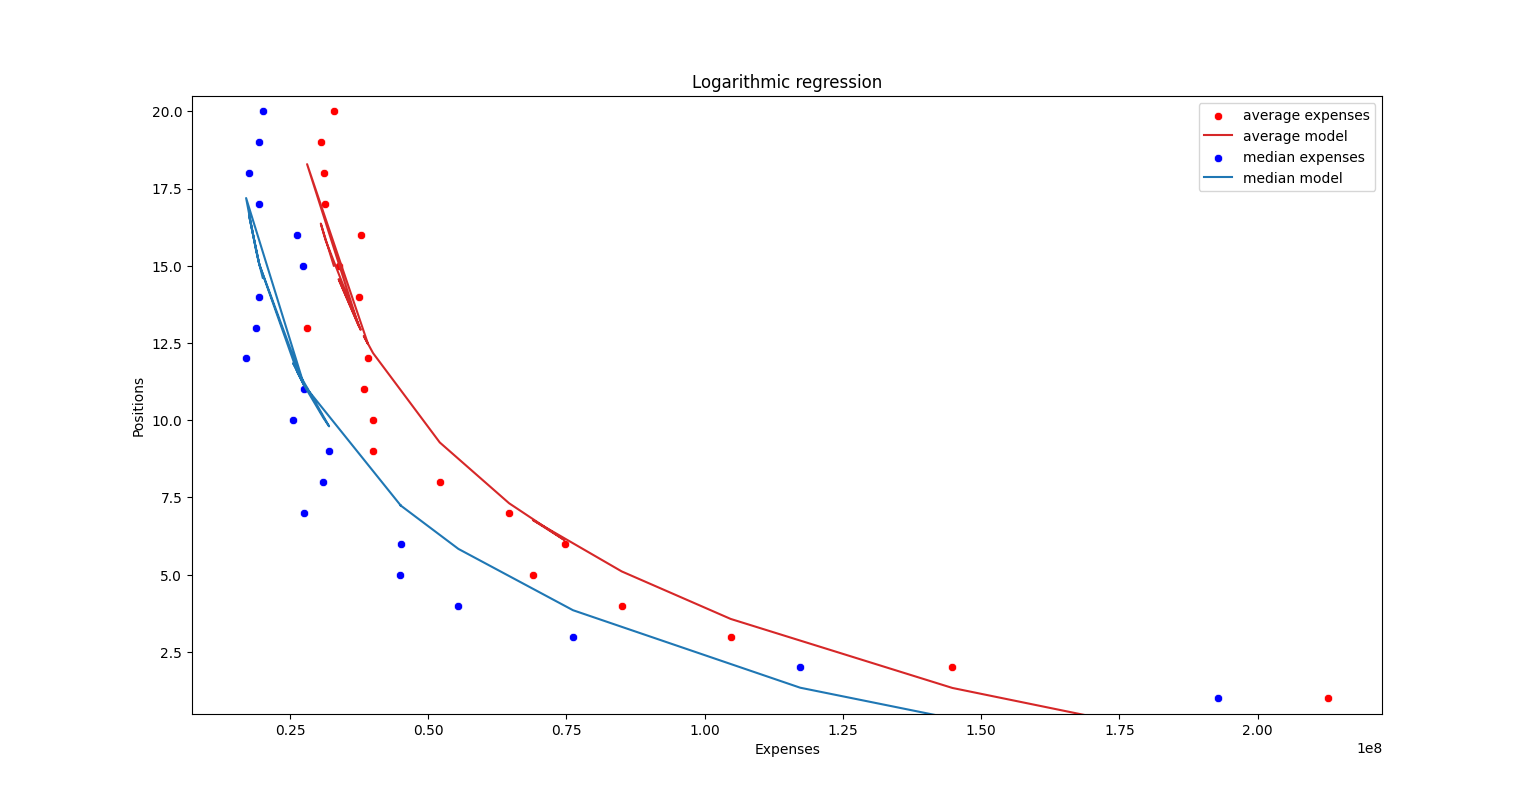 Logarithmic regression
average expenses
average model
median expenses
median model
20.0
17.5
15.0
12.5
10.0
7.5
5.0
2.5
Positions
0.25 0.50 0.75 1.00 1.25 1.50 1.75 2.00
1e8
Expenses